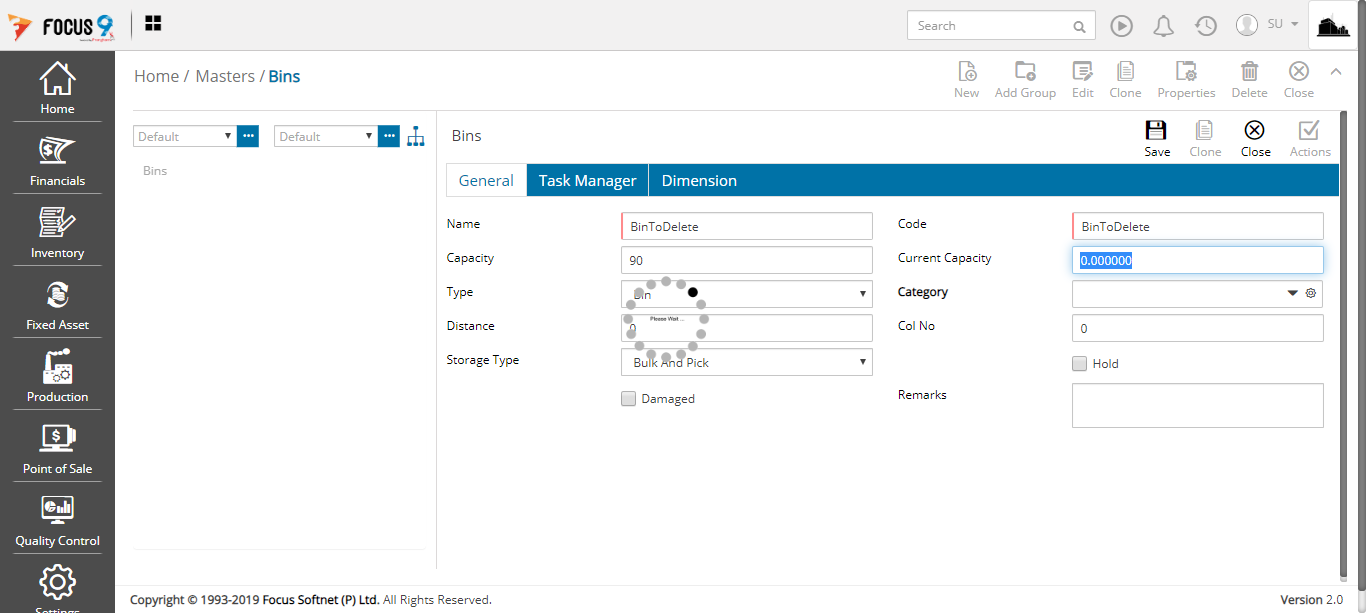 FOCUS 9
Search
SU
Home
Financials
Inventory
Fixed Asset
Production
Point of Sale
Quality Control
Settings
Home / Masters / Bins
New
Add Group
Edit
Clone
Properties
Delete
Close
Default
Default
Bins
Bins
Save
Clone
Close
Actions
General
Task Manager
Dimension
Name
BinToDelete
Code
BinToDelete
Capacity
90
Current Capacity
0.000000
Type
Bin
Category
Please Wait ...
Distance
0
Col No
0
Storage Type
Bulk And Pick
Hold
Damaged
Remarks
Copyright © 1993-2019 Focus Softnet (P) Ltd. All Rights Reserved.
Version 2.0